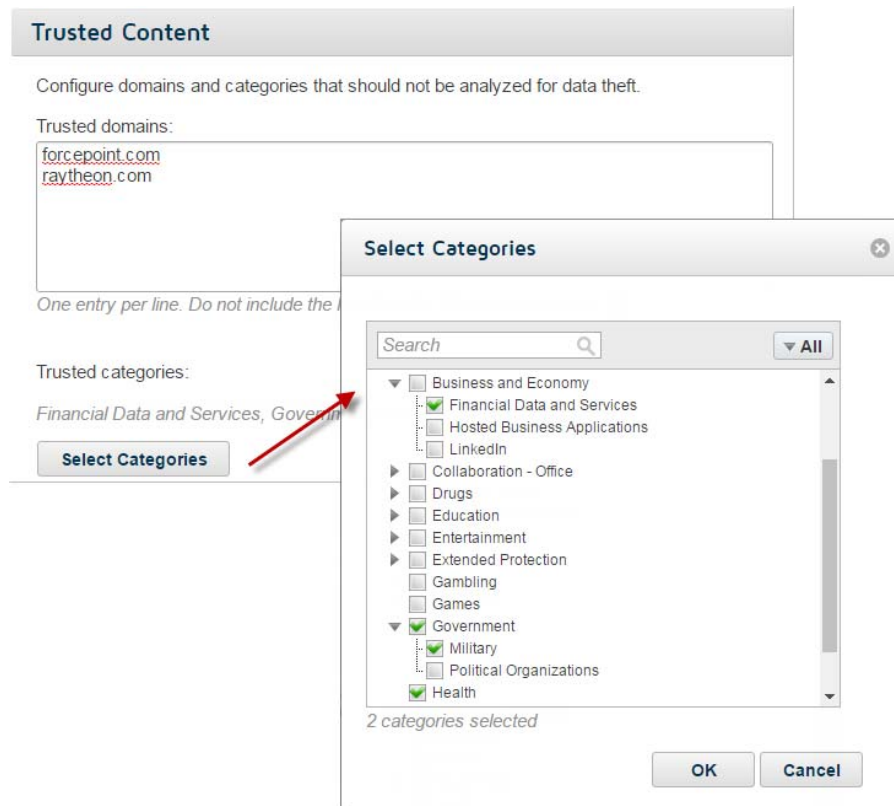 Trusted Content
Configure domains and categories that should not be analyzed for data theft.
Trusted domains:
forcepoint.com
raytheon.com
One entry per line. Do not include the
Trusted categories:
Financial Data and Services,
Select Categories
Select Categories
Search
All
Business and Economy
Financial Data and Services
Hosted Business Applications
LinkedIn
Collaboration - Office
Drugs
Education
Entertainment
Extended Protection
Gambling
Games
Government
Military
Political Organizations
Health
2 categories selected
OK
Cancel